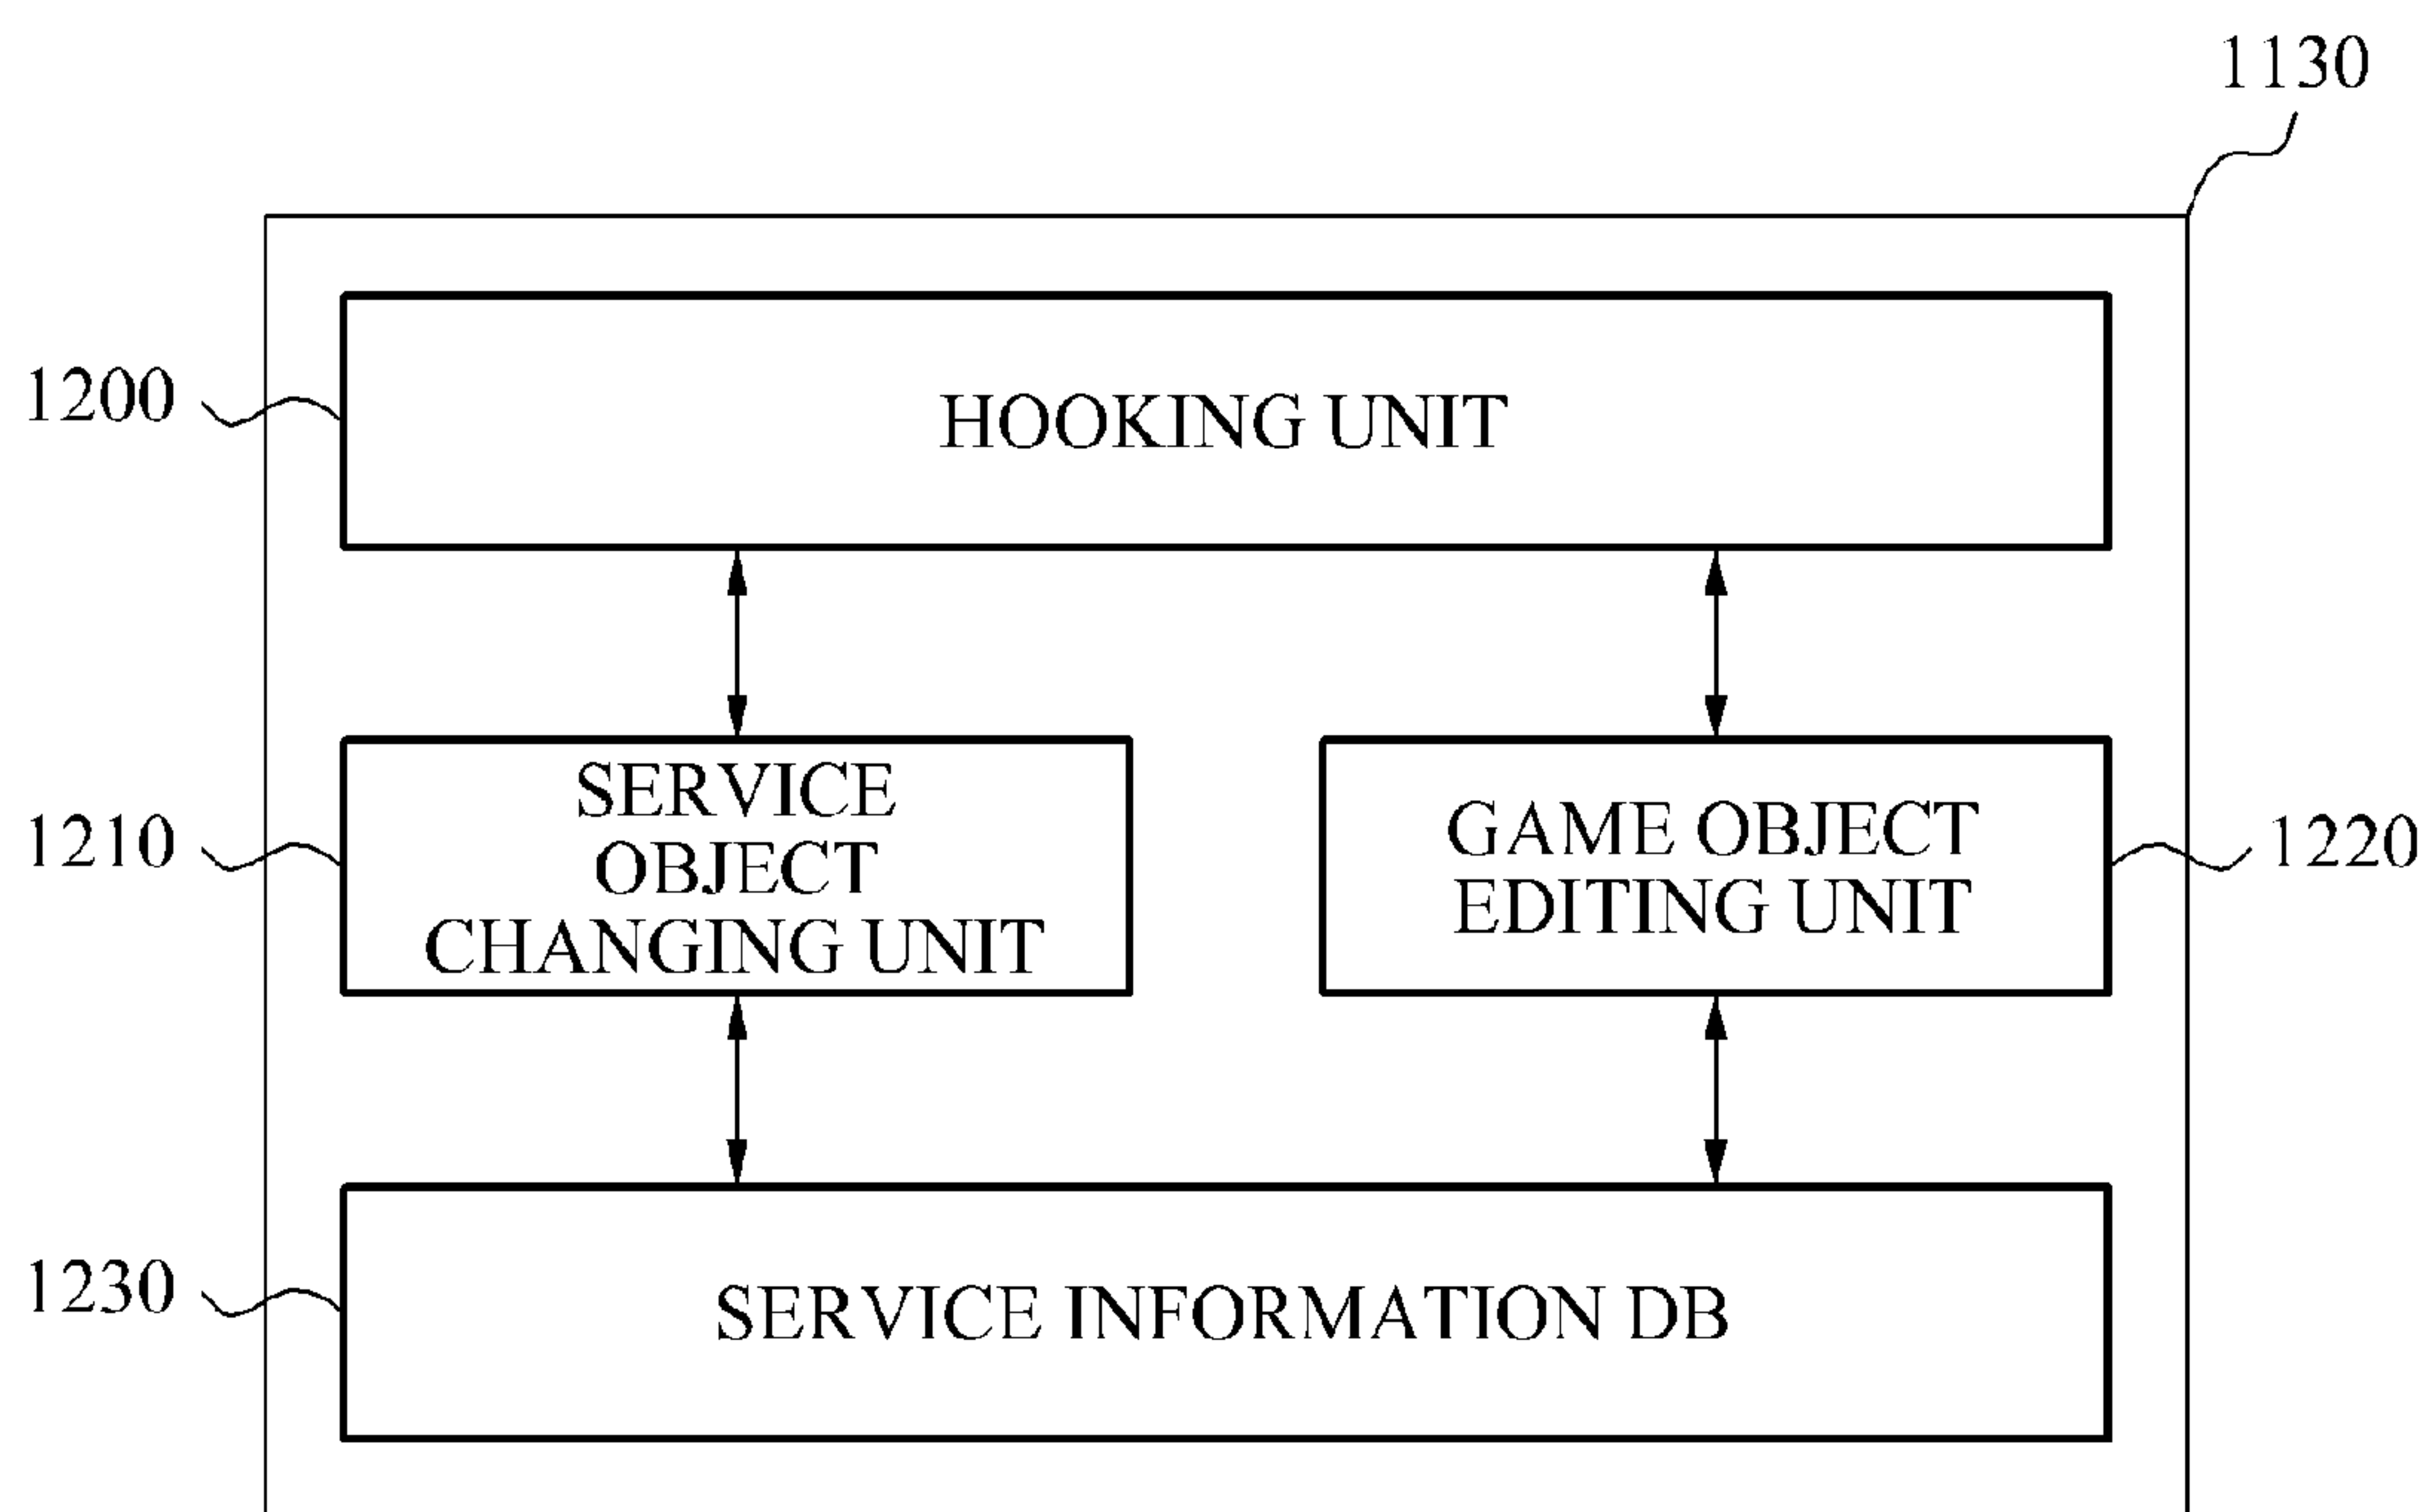 1130
1200
HOOKING UNIT
1210
SERVICE
OBJECT
CHANGING UNIT
GAME OBJECT
EDITING UNIT
1220
1230
SERVICE INFORMATION DB